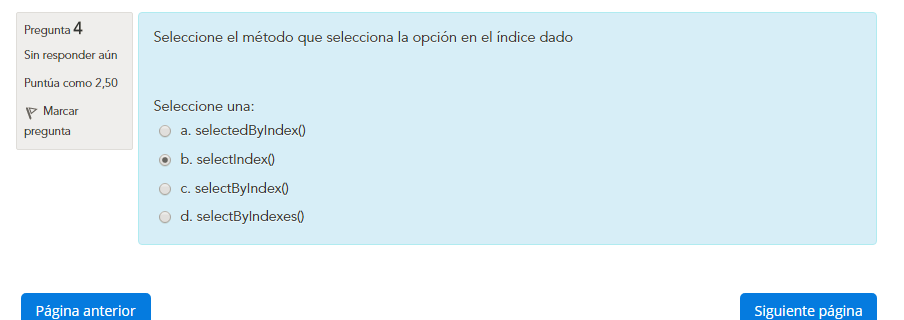 Pregunta 4
Sin responder aún
Puntúa como 2,50
Marcar
pregunta
Seleccione el método que selecciona la opción en el índice dado
Seleccione una:
a. selectedByIndex()
b. selectIndex()
c. selectByIndex()
d. selectByIndexes()
Página anterior
Siguiente página